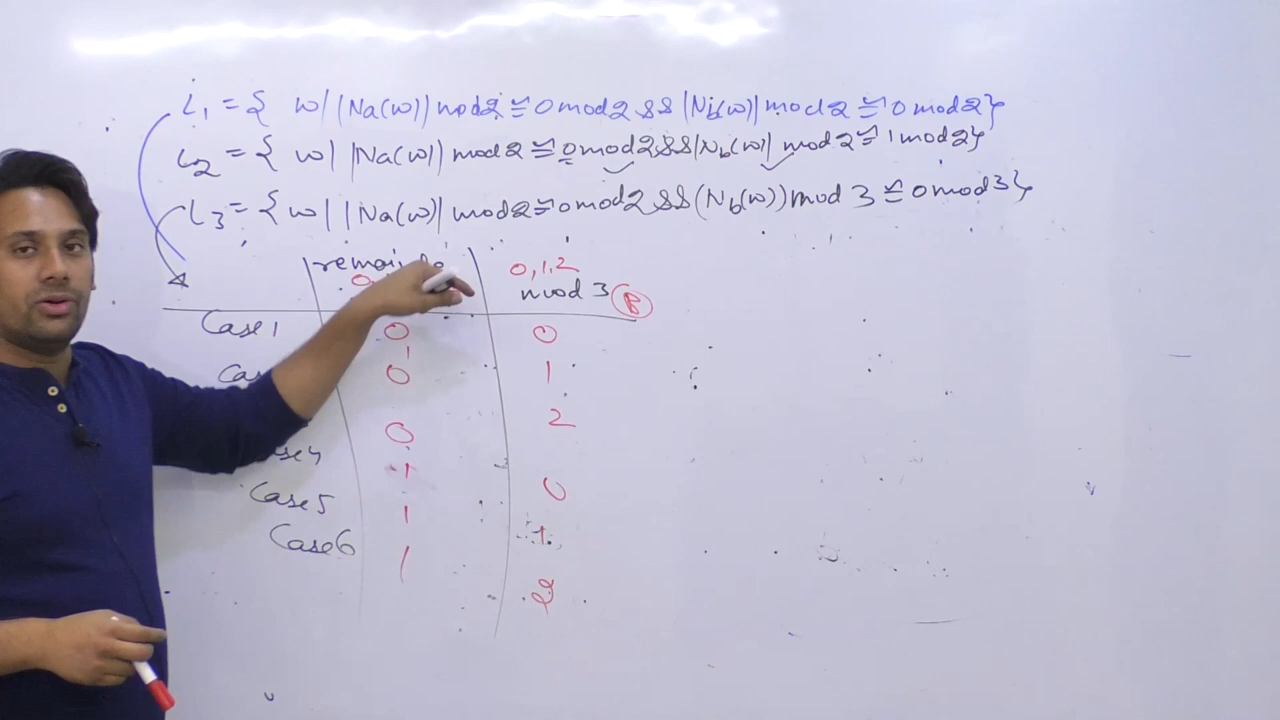 L1 = { w | |Na(w)| mod 2 ≅ 0 mod 2 && |Nb(w)| mod 2 ≅ 0 mod 2}
L2 = { w | |Na(w)| mod 2 ≅ 0 mod 2 && |Nb(w)| mod 2 ≅ 1 mod 2}
L3 = { w | |Na(w)| mod 2 ≅ 0 mod 2 && (Nb(w)) mod 3 ≅ 0 mod 3}
0,1,2
0 mod 3 B
Case 1 0 0
0 1
0 2
1 0
Case 5 1 1
Case 6 1 2